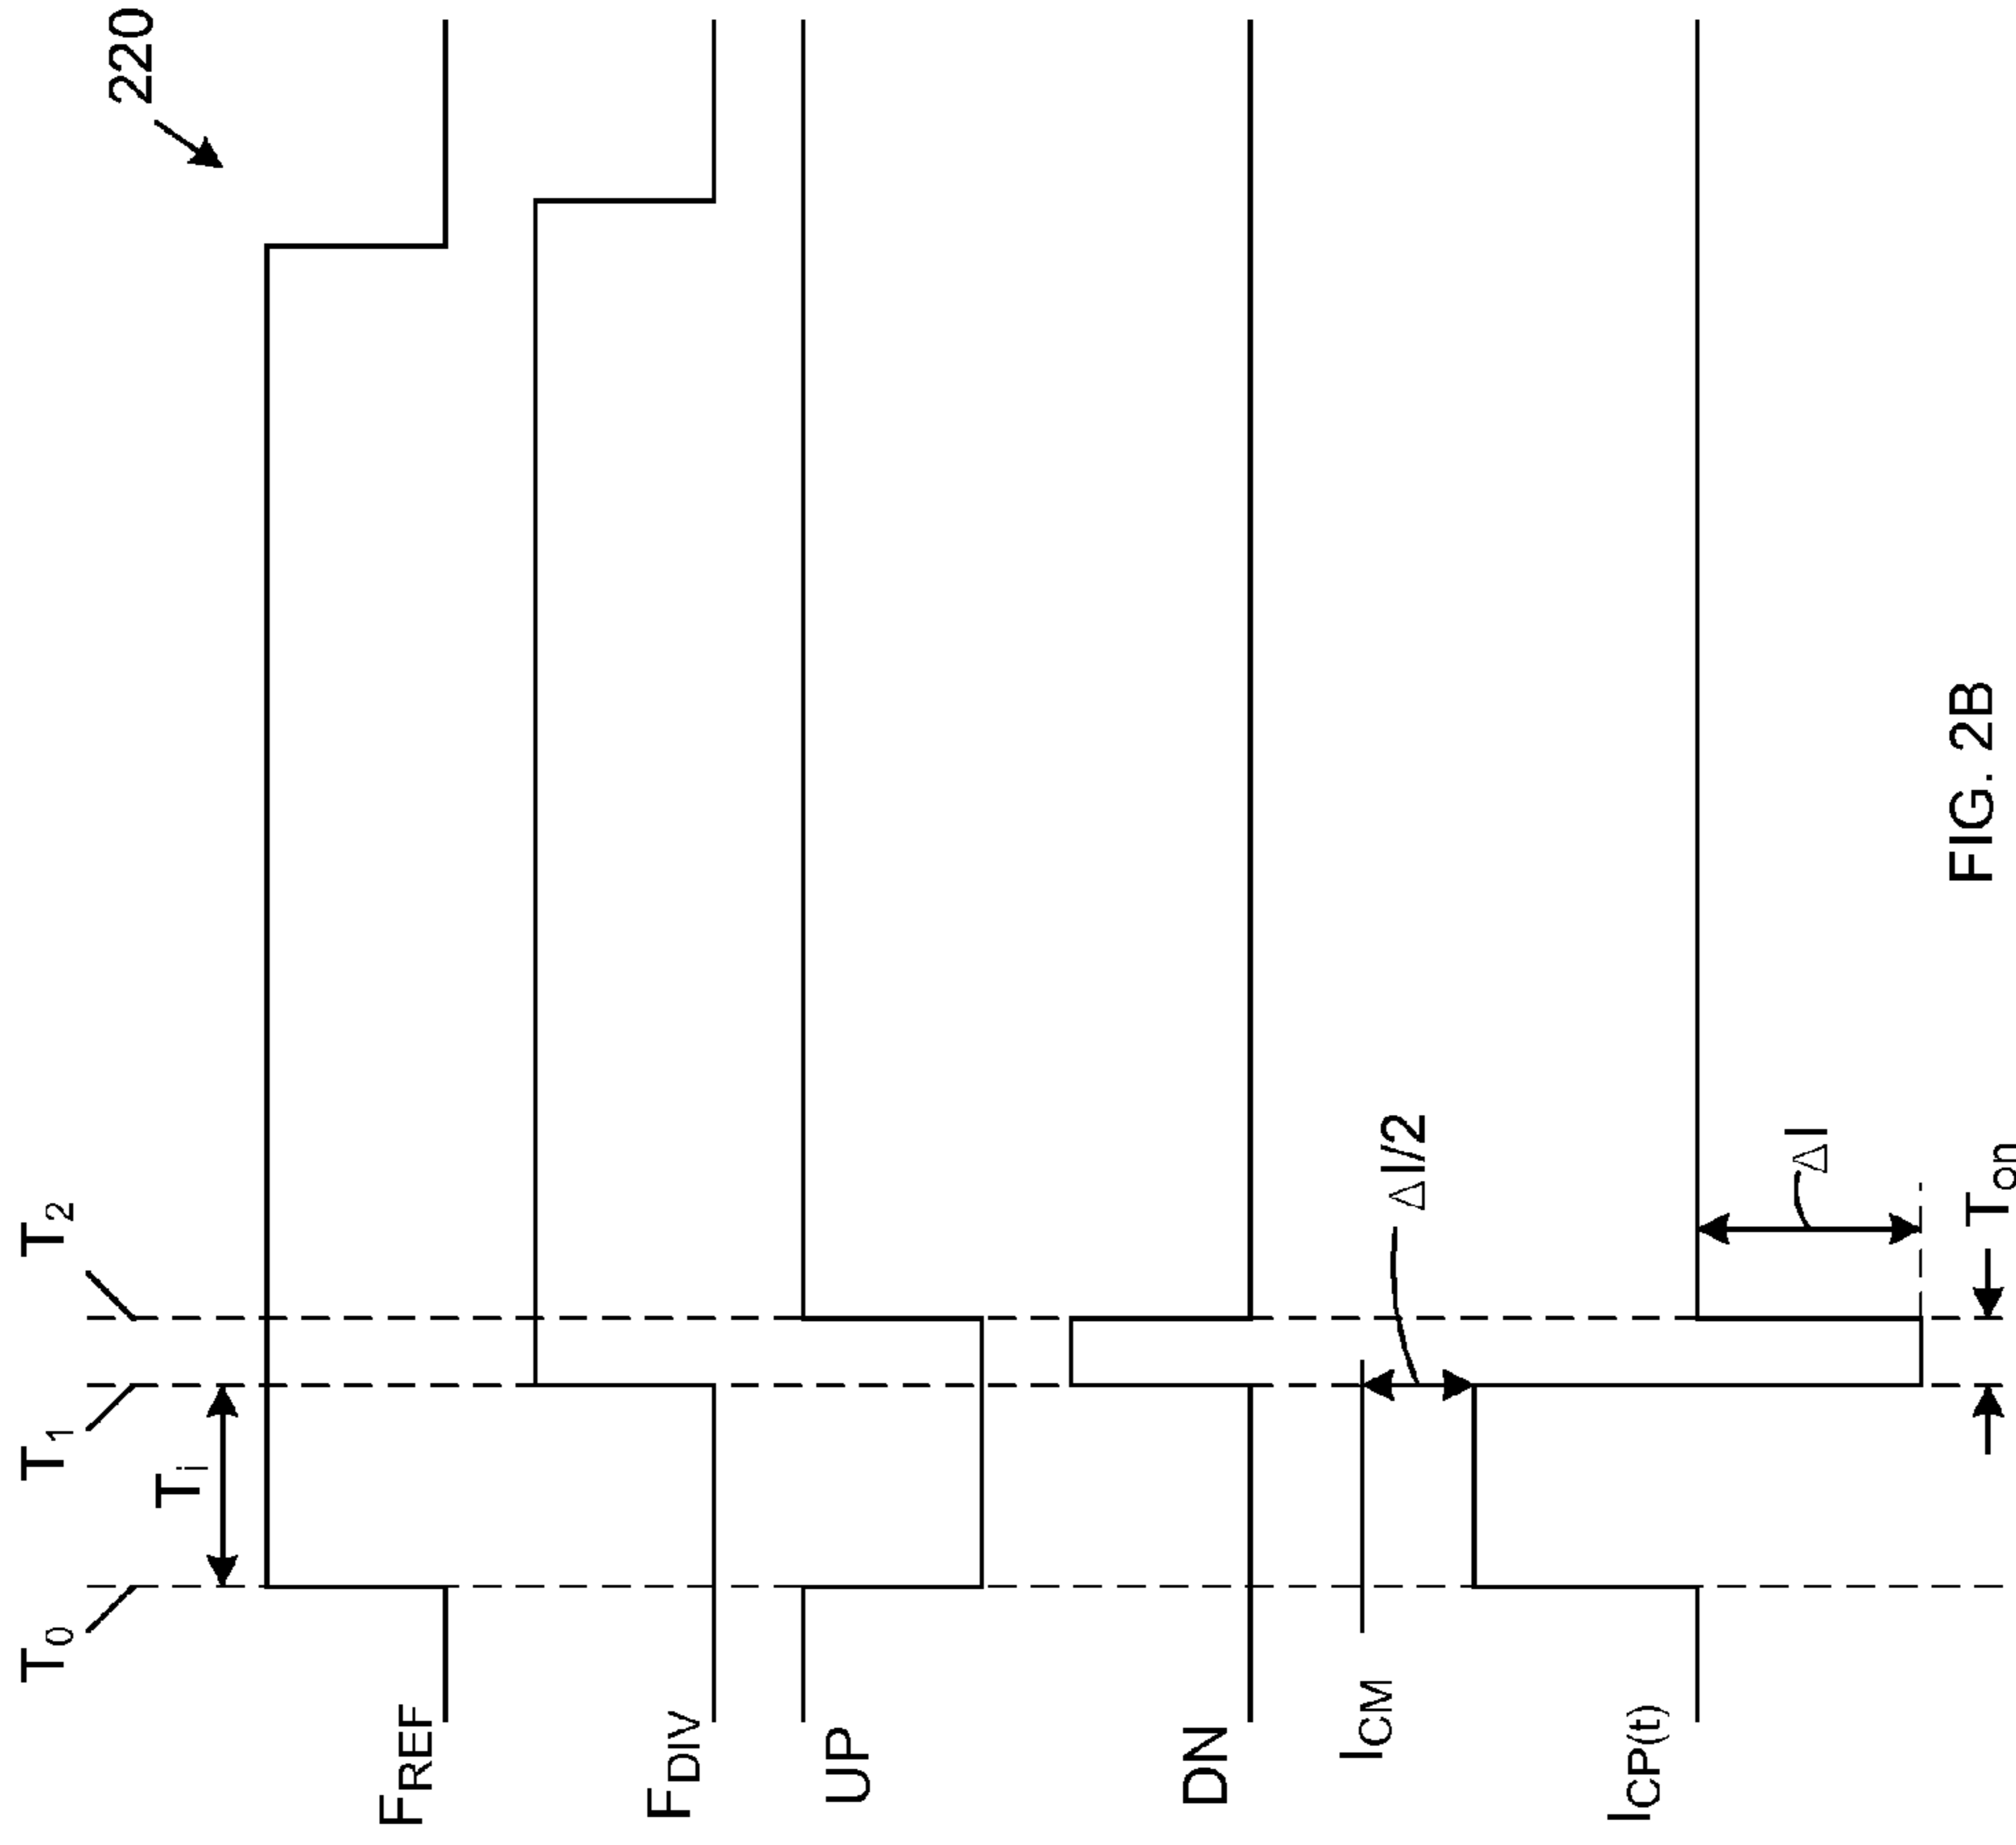 220
T0
T1
T2
Ti
FREF
FDIV
UP
DN
ICM
ΔI/2
ICP(t)
ΔI
Ton
FIG. 2B